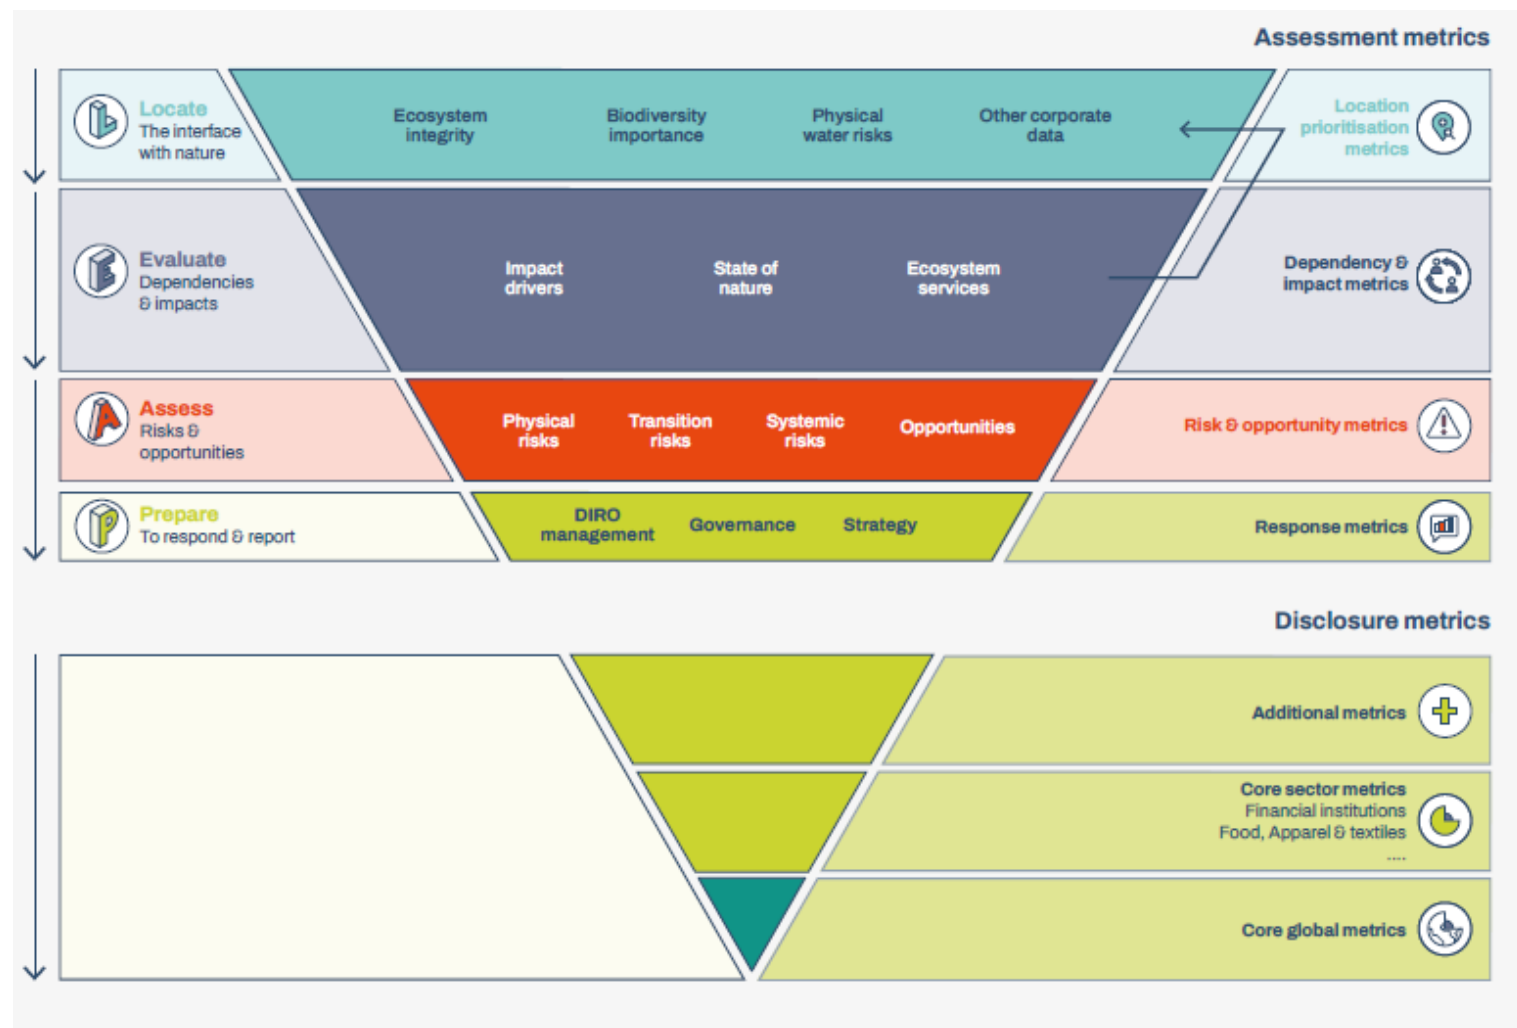 Assessment metrics
Locate
The interface
with nature
Ecosystem
integrity
Biodiversity
importance
Physical
water risks
Other corporate
data
Location
prioritisation
metrics
Evaluate
Dependencies
& impacts
Impact
drivers
State of
nature
Ecosystem
services
Dependency &
impact metrics
Assess
Risks &
opportunities
Physical
risks
Transition
risks
Systemic
risks
Opportunities
Risk & opportunity metrics
Prepare
To respond & report
DIRO
management
Governance
Strategy
Response metrics
Disclosure metrics
Additional metrics
Core sector metrics
Financial institutions
Food, Apparel & textiles
....
Core global metrics